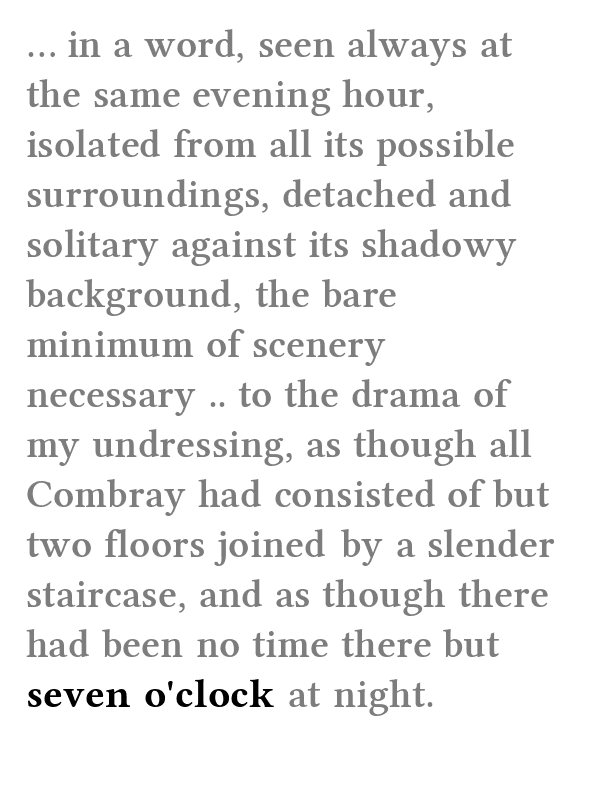 ... in a word, seen always at
the same evening hour,
isolated from all its possible
surroundings, detached and
solitary against its shadowy
background, the bare
minimum of scenery
necessary .. to the drama of
my undressing, as though all
Combray had consisted of but
two floors joined by a slender
staircase, and as though there
had been no time there but
seven o'clock at night.